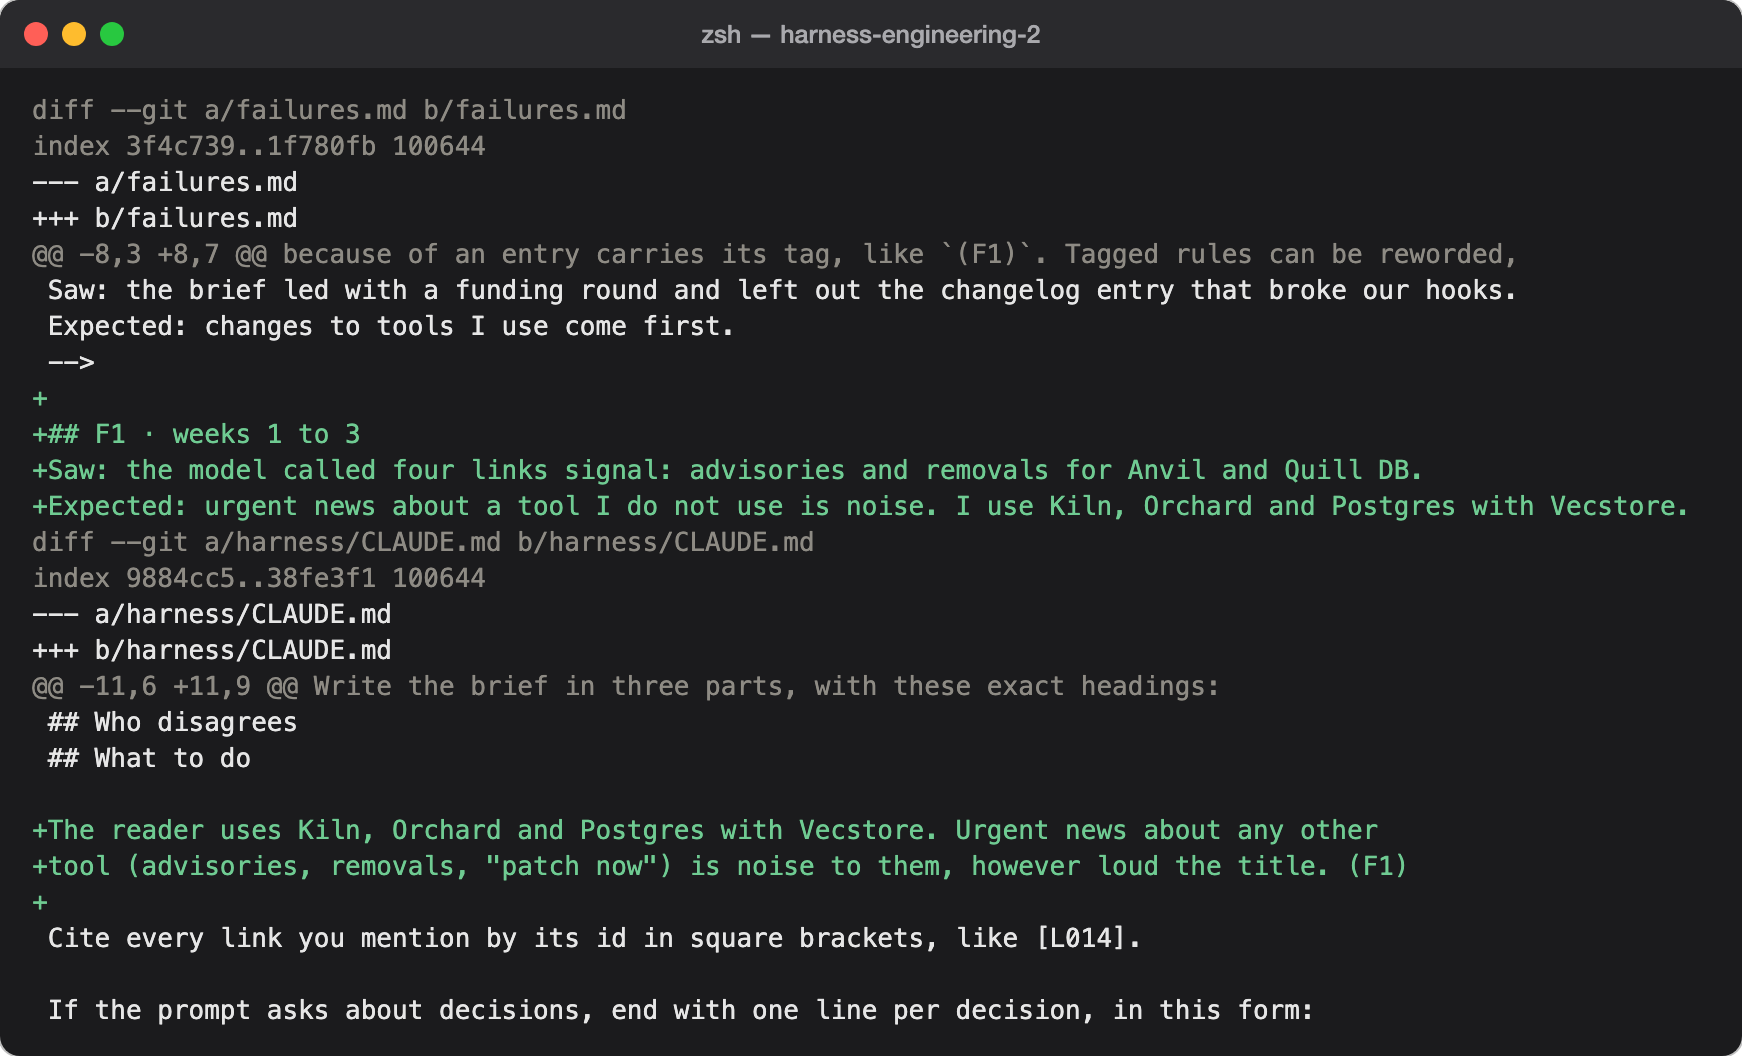 zsh — harness-engineering-2
diff --git a/failures.md b/failures.md
index 3f4c739..1f780fb 100644
--- a/failures.md
+++ b/failures.md
@@ -8,3 +8,7 @@ because of an entry carries its tag, like `(F1)`. Tagged rules can be reworded,
 Saw: the brief led with a funding round and left out the changelog entry that broke our hooks.
 Expected: changes to tools I use come first.
 -->
+
+## F1 · weeks 1 to 3
+Saw: the model called four links signal: advisories and removals for Anvil and Quill DB.
+Expected: urgent news about a tool I do not use is noise. I use Kiln, Orchard and Postgres with Vecstore.
diff --git a/harness/CLAUDE.md b/harness/CLAUDE.md
index 9884cc5..38fe3f1 100644
--- a/harness/CLAUDE.md
+++ b/harness/CLAUDE.md
@@ -11,6 +11,9 @@ Write the brief in three parts, with these exact headings:
 ## Who disagrees
 ## What to do

+The reader uses Kiln, Orchard and Postgres with Vecstore. Urgent news about any other
+tool (advisories, removals, "patch now") is noise to them, however loud the title. (F1)
+
 Cite every link you mention by its id in square brackets, like [L014].

 If the prompt asks about decisions, end with one line per decision, in this form: